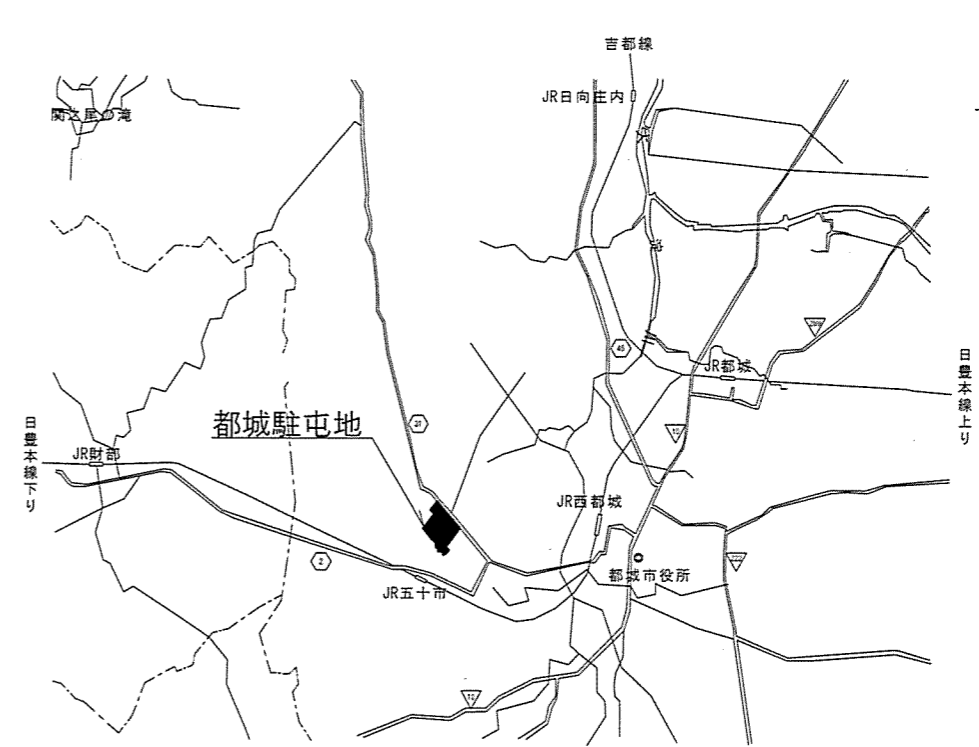 吉都線
JR日向庄内
関之尾の滝
46
JR都城
日豊本線上り
都城駐屯地
31
日豊本線下り
JR財部
10
JR西都城
2
JR五十市
都城市役所